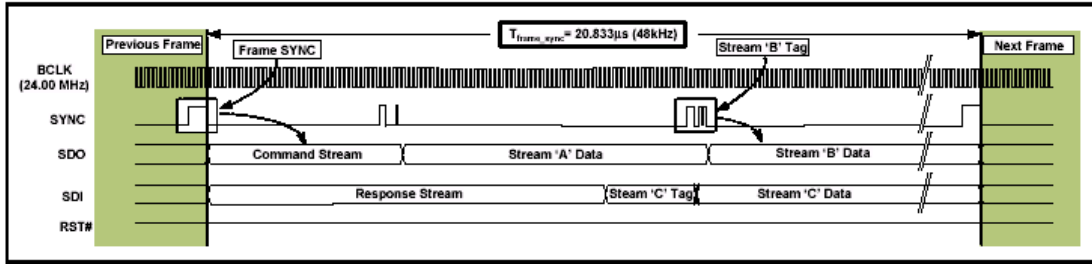 Previous Frame
T frame_sync = 20.833µs (48kHz)
Next Frame
Frame SYNC
Stream 'B' Tag
BCLK
(24.00 MHz)
SYNC
SDO
Command Stream
Stream 'A' Data
Stream 'B' Data
SDI
Response Stream
Steam 'C' Tag
Stream 'C' Data
RST#